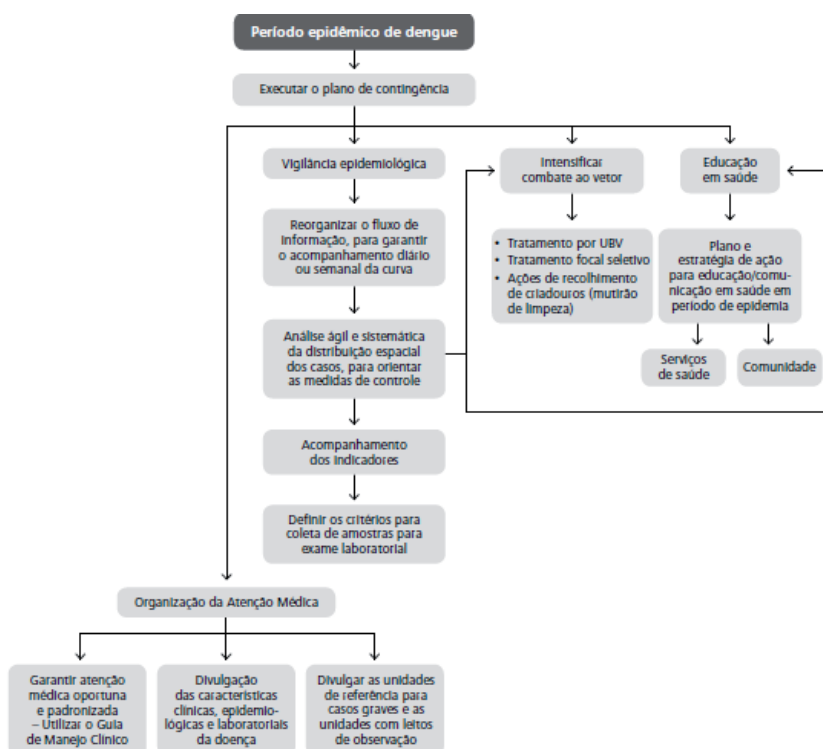 Período epidêmico de dengue
Executar o plano de contingência
Vigilância epidemiológica
Intensificar
combate ao vetor
Educação
em saúde
Reorganizar o fluxo de
informação, para garantir
o acompanhamento diário
ou semanal da curva
• Tratamento por UBV
• Tratamento focal seletivo
• Ações de recolhimento
de criadouros (mutirão
de limpeza)
Plano e
estratégia de ação
para educação/comu-
nicação em saúde em
período de epidemia
Análise ágil e sistemática
da distribuição espacial
dos casos, para orientar
as medidas de controle
Serviços
de saúde
Comunidade
Acompanhamento
dos indicadores
Definir os critérios para
coleta de amostras para
exame laboratorial
Organização da Atenção Médica
Garantir atenção
médica oportuna
e padronizada
– Utilizar o Guia
de Manejo Clínico
Divulgação
das características
clínicas, epidemio-
lógicas e laboratoriais
da doença
Divulgar as unidades
de referência para
casos graves e as
unidades com leitos
de observação